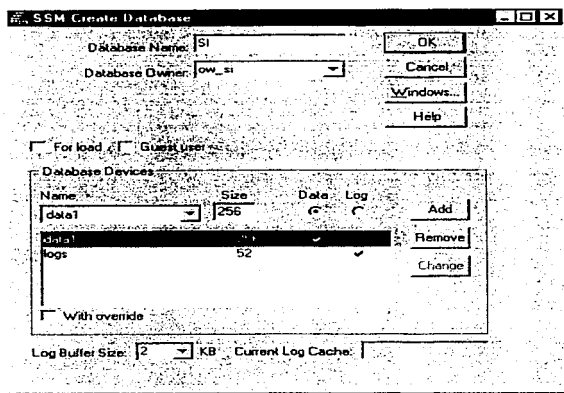 SSM Create Database
Database Name: SI
OK
Database Owner: ow_si
Cancel
Windows...
Help
For load
Guest user
Database Devices
Name Size Data Log
data1 256
Add
data1
Remove
logs 52
Change
With override
Log Buffer Size: 2 KB Current Log Cache: